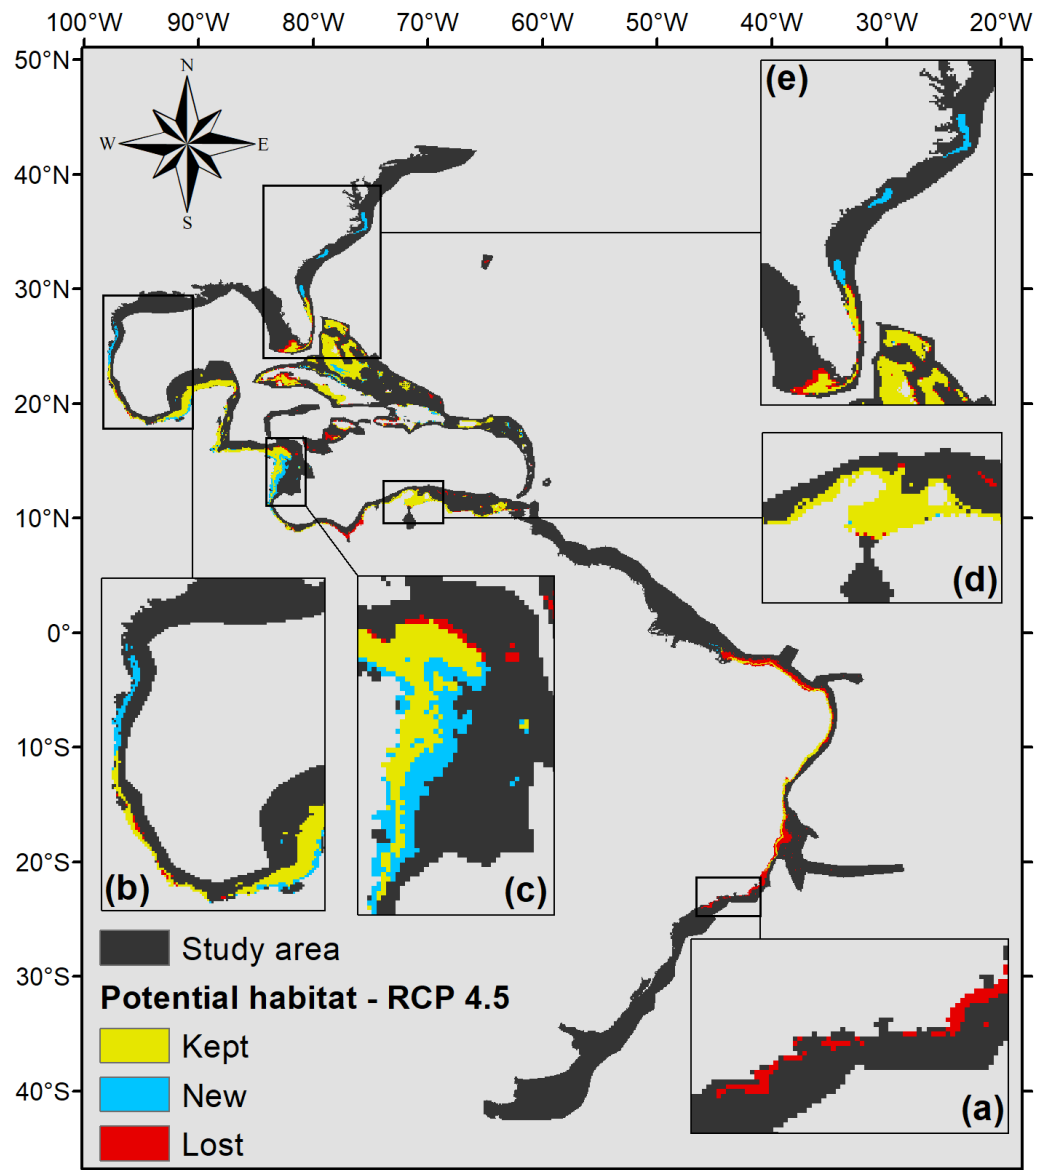 100°W 90°W 80°W 70°W 60°W 50°W 40°W 30°W 20°W
50°N
40°N
30°N
20°N
10°N
0°
10°S
20°S
30°S
40°S
N
W E
S
(e)
(d)
(b)
(c)
(a)
Study area
Potential habitat - RCP 4.5
Kept
New
Lost